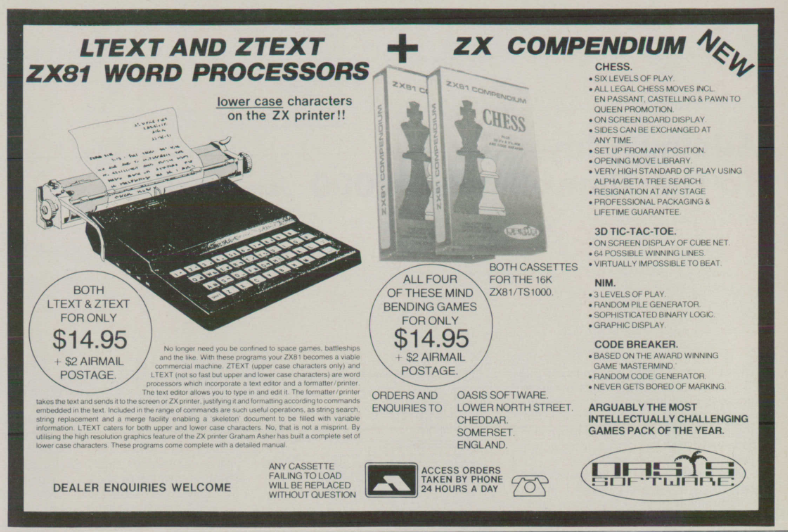 LTEXT AND ZTEXT
ZX81 WORD PROCESSORS
lower case characters
on the ZX printer!!
+
ZX COMPENDIUM
NEW
ZX81 COMPENDIUM
CHESS
BOTH
LTEXT & ZTEXT
FOR ONLY
$14.95
+ $2 AIRMAIL
POSTAGE.
No longer need you be confined to space games, battleships
and the like. With these programs your ZX81 becomes a viable
commercial machine. ZTEXT (upper case characters only) and
LTEXT (not so fast but upper and lower case characters) are word
processors which incorporate a text editor and a formatter/printer.
The text editor allows you to type in and edit it. The formatter/printer
takes the text and sends it to the screen or ZX printer, justifying it and formatting according to commands
embedded in the text. Included in the range of commands are such useful operations, as string search,
string replacement and a merge facility enabling a skeleton document to be filled with variable
information. LTEXT caters for both upper and lower case characters. No, that is not a misprint. By
utilising the high resolution graphics feature of the ZX printer Graham Asher has built a complete set of
lower case characters. These programs come complete with a detailed manual.
ALL FOUR
OF THESE MIND
BENDING GAMES
FOR ONLY
$14.95
+ $2 AIRMAIL
POSTAGE.
BOTH CASSETTES
FOR THE 16K
ZX81/TS1000.
ORDERS AND
ENQUIRIES TO
OASIS SOFTWARE.
LOWER NORTH STREET.
CHEDDAR.
SOMERSET.
ENGLAND.
CHESS.
• SIX LEVELS OF PLAY.
• ALL LEGAL CHESS MOVES INCL.
EN PASSANT, CASTELLING & PAWN TO
QUEEN PROMOTION.
• ON SCREEN BOARD DISPLAY
• SIDES CAN BE EXCHANGED AT
ANY TIME.
• SET UP FROM ANY POSITION.
• OPENING MOVE LIBRARY.
• VERY HIGH STANDARD OF PLAY USING
ALPHA/BETA TREE SEARCH.
• RESIGNATION AT ANY STAGE
• PROFESSIONAL PACKAGING &
LIFETIME GUARANTEE.
3D TIC-TAC-TOE.
• ON SCREEN DISPLAY OF CUBE NET.
• 64 POSSIBLE WINNING LINES.
• VIRTUALLY IMPOSSIBLE TO BEAT.
NIM.
• 3 LEVELS OF PLAY.
• RANDOM PILE GENERATOR.
• SOPHISTICATED BINARY LOGIC.
• GRAPHIC DISPLAY.
CODE BREAKER.
• BASED ON THE AWARD WINNING
GAME 'MASTERMIND.'
• RANDOM CODE GENERATOR.
• NEVER GETS BORED OF MARKING.
ARGUABLY THE MOST
INTELLECTUALLY CHALLENGING
GAMES PACK OF THE YEAR.
DEALER ENQUIRIES WELCOME
ANY CASSETTE
FAILING TO LOAD
WILL BE REPLACED
WITHOUT QUESTION
ACCESS ORDERS
TAKEN BY PHONE
24 HOURS A DAY
OASIS
SOFTWARE.